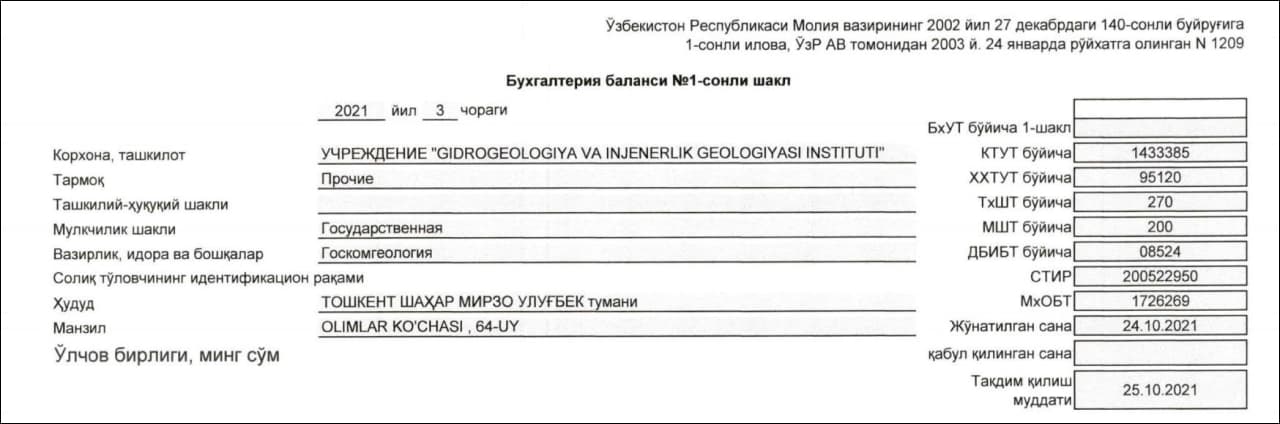 Ўзбекистон Республикаси Молия вазирининг 2002 йил 27 декабрдаги 140-сонли буйруғига
1-сонли илова, ЎзР АВ томонидан 2003 й. 24 январда рўйхатга олинган N 1209
Бухгалтерия баланси №1-сонли шакл
2021 йил 3 чораги
БхУТ бўйича 1-шакл
Корхона, ташкилот УЧРЕЖДЕНИЕ "GIDROGEOLOGIYA VA INJENERLIK GEOLOGIYASI INSTITUTI" КТУТ бўйича 1433385
Тармоқ Прочие ХХТУТ бўйича 95120
Ташкилий-ҳуқуқий шакли ТхШТ бўйича 270
Мулкчилик шакли Государственная МШТ бўйича 200
Вазирлик, идора ва бошқалар Госкомгеология ДБИБТ бўйича 08524
Солиқ тўловчининг идентификацион рақами СТИР 200522950
Ҳудуд ТОШКЕНТ ШАҲАР МИРЗО УЛУҒБЕК тумани МхОБТ 1726269
Манзил OLIMLAR KO'CHASI , 64-UY Жўнатилган сана 24.10.2021
Ўлчов бирлиги, минг сўм қабул қилинган сана
Такдим қилиш
муддати 25.10.2021